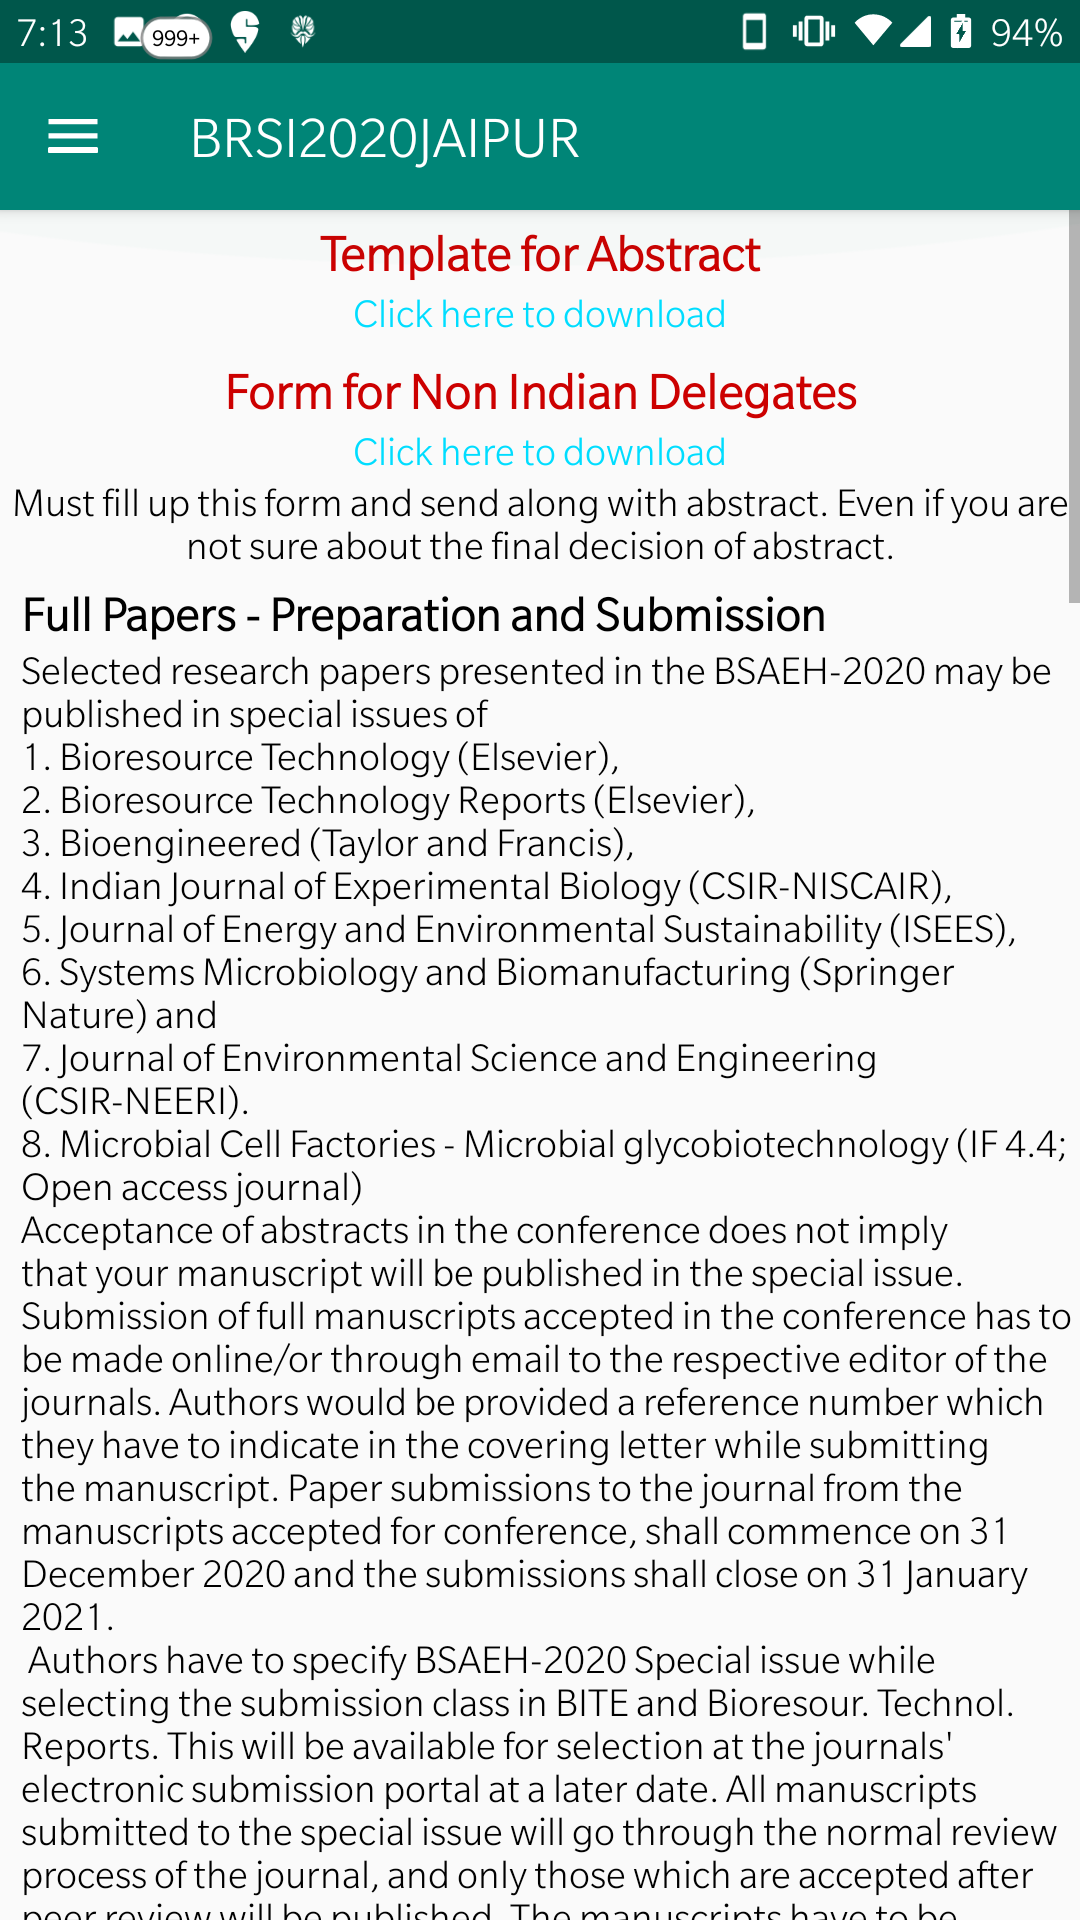 7:13 999+ 94%
BRSI2020JAIPUR
Template for Abstract
Click here to download
Form for Non Indian Delegates
Click here to download
Must fill up this form and send along with abstract. Even if you are
not sure about the final decision of abstract.
Full Papers - Preparation and Submission
Selected research papers presented in the BSAEH-2020 may be
published in special issues of
1. Bioresource Technology (Elsevier),
2. Bioresource Technology Reports (Elsevier),
3. Bioengineered (Taylor and Francis),
4. Indian Journal of Experimental Biology (CSIR-NISCAIR),
5. Journal of Energy and Environmental Sustainability (ISEES),
6. Systems Microbiology and Biomanufacturing (Springer
Nature) and
7. Journal of Environmental Science and Engineering
(CSIR-NEERI).
8. Microbial Cell Factories - Microbial glycobiotechnology (IF 4.4;
Open access journal)
Acceptance of abstracts in the conference does not imply
that your manuscript will be published in the special issue.
Submission of full manuscripts accepted in the conference has to
be made online/or through email to the respective editor of the
journals. Authors would be provided a reference number which
they have to indicate in the covering letter while submitting
the manuscript. Paper submissions to the journal from the
manuscripts accepted for conference, shall commence on 31
December 2020 and the submissions shall close on 31 January
2021.
Authors have to specify BSAEH-2020 Special issue while
selecting the submission class in BITE and Bioresour. Technol.
Reports. This will be available for selection at the journals'
electronic submission portal at a later date. All manuscripts
submitted to the special issue will go through the normal review
process of the journal, and only those which are accepted after
peer review will be published. The manuscripts have to be